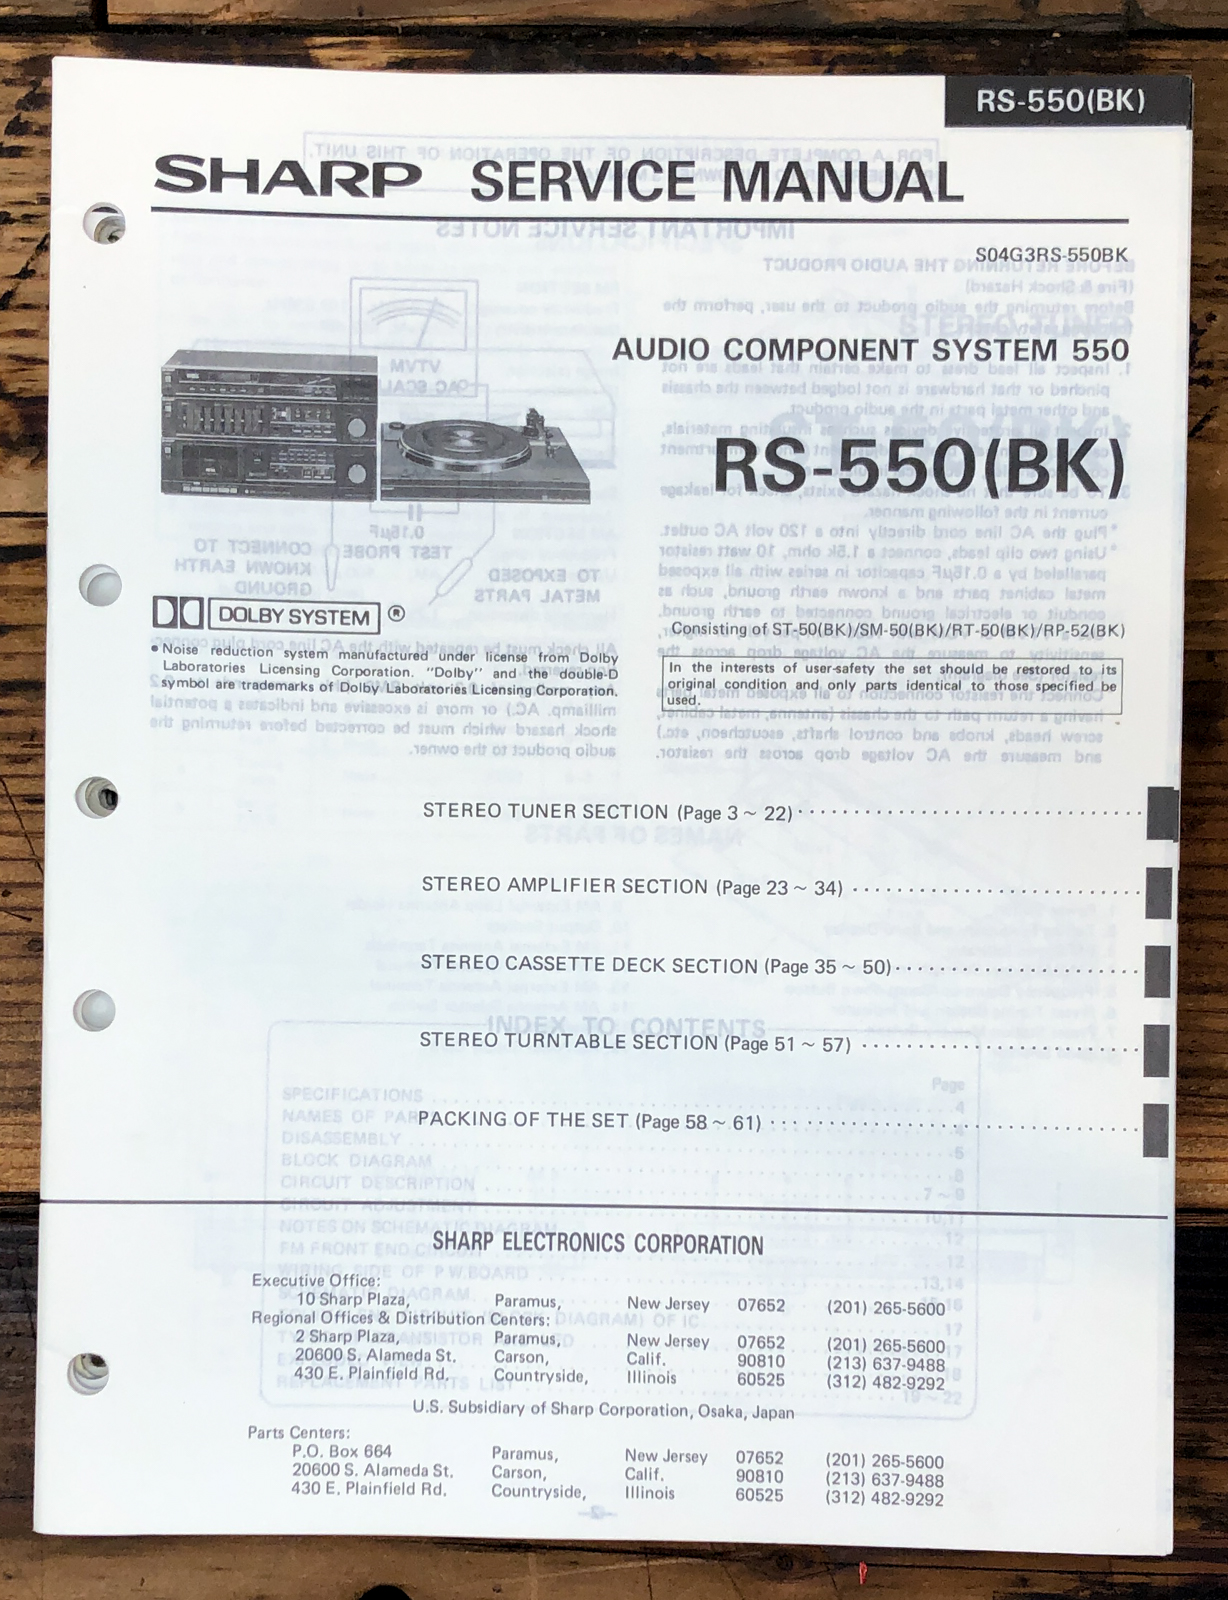 RS-550(BK)
SHARP SERVICE MANUAL
S04G3RS-550BK
AUDIO COMPONENT SYSTEM 550
RS-550(BK)
DOLBY SYSTEM ®
• Noise reduction system manufactured under license from Dolby
Laboratories Licensing Corporation. "Dolby" and the double-D
symbol are trademarks of Dolby Laboratories Licensing Corporation.
Consisting of ST-50(BK)/SM-50(BK)/RT-50(BK)/RP-52(BK)
In the interests of user-safety the set should be restored to its
original condition and only parts identical to those specified be
used.
STEREO TUNER SECTION (Page 3 ~ 22)
STEREO AMPLIFIER SECTION (Page 23 ~ 34)
STEREO CASSETTE DECK SECTION (Page 35 ~ 50)
STEREO TURNTABLE SECTION (Page 51 ~ 57)
PACKING OF THE SET (Page 58 ~ 61)
SHARP ELECTRONICS CORPORATION
Executive Office:
10 Sharp Plaza, Paramus, New Jersey 07652 (201) 265-5600
Regional Offices & Distribution Centers:
2 Sharp Plaza, Paramus, New Jersey 07652 (201) 265-5600
20600 S. Alameda St. Carson, Calif. 90810 (213) 637-9488
430 E. Plainfield Rd. Countryside, Illinois 60525 (312) 482-9292
U.S. Subsidiary of Sharp Corporation, Osaka, Japan
Parts Centers:
P.O. Box 664 Paramus, New Jersey 07652 (201) 265-5600
20600 S. Alameda St. Carson, Calif. 90810 (213) 637-9488
430 E. Plainfield Rd. Countryside, Illinois 60525 (312) 482-9292